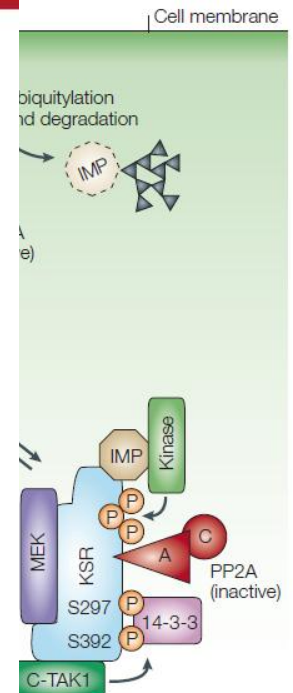 Cell membrane
biquitylation
nd degradation
IMP
A
e)
IMP
Kinase
P
P
P
MEK
KSR
A
C
PP2A
(inactive)
S297
P
14-3-3
S392
P
C-TAK1